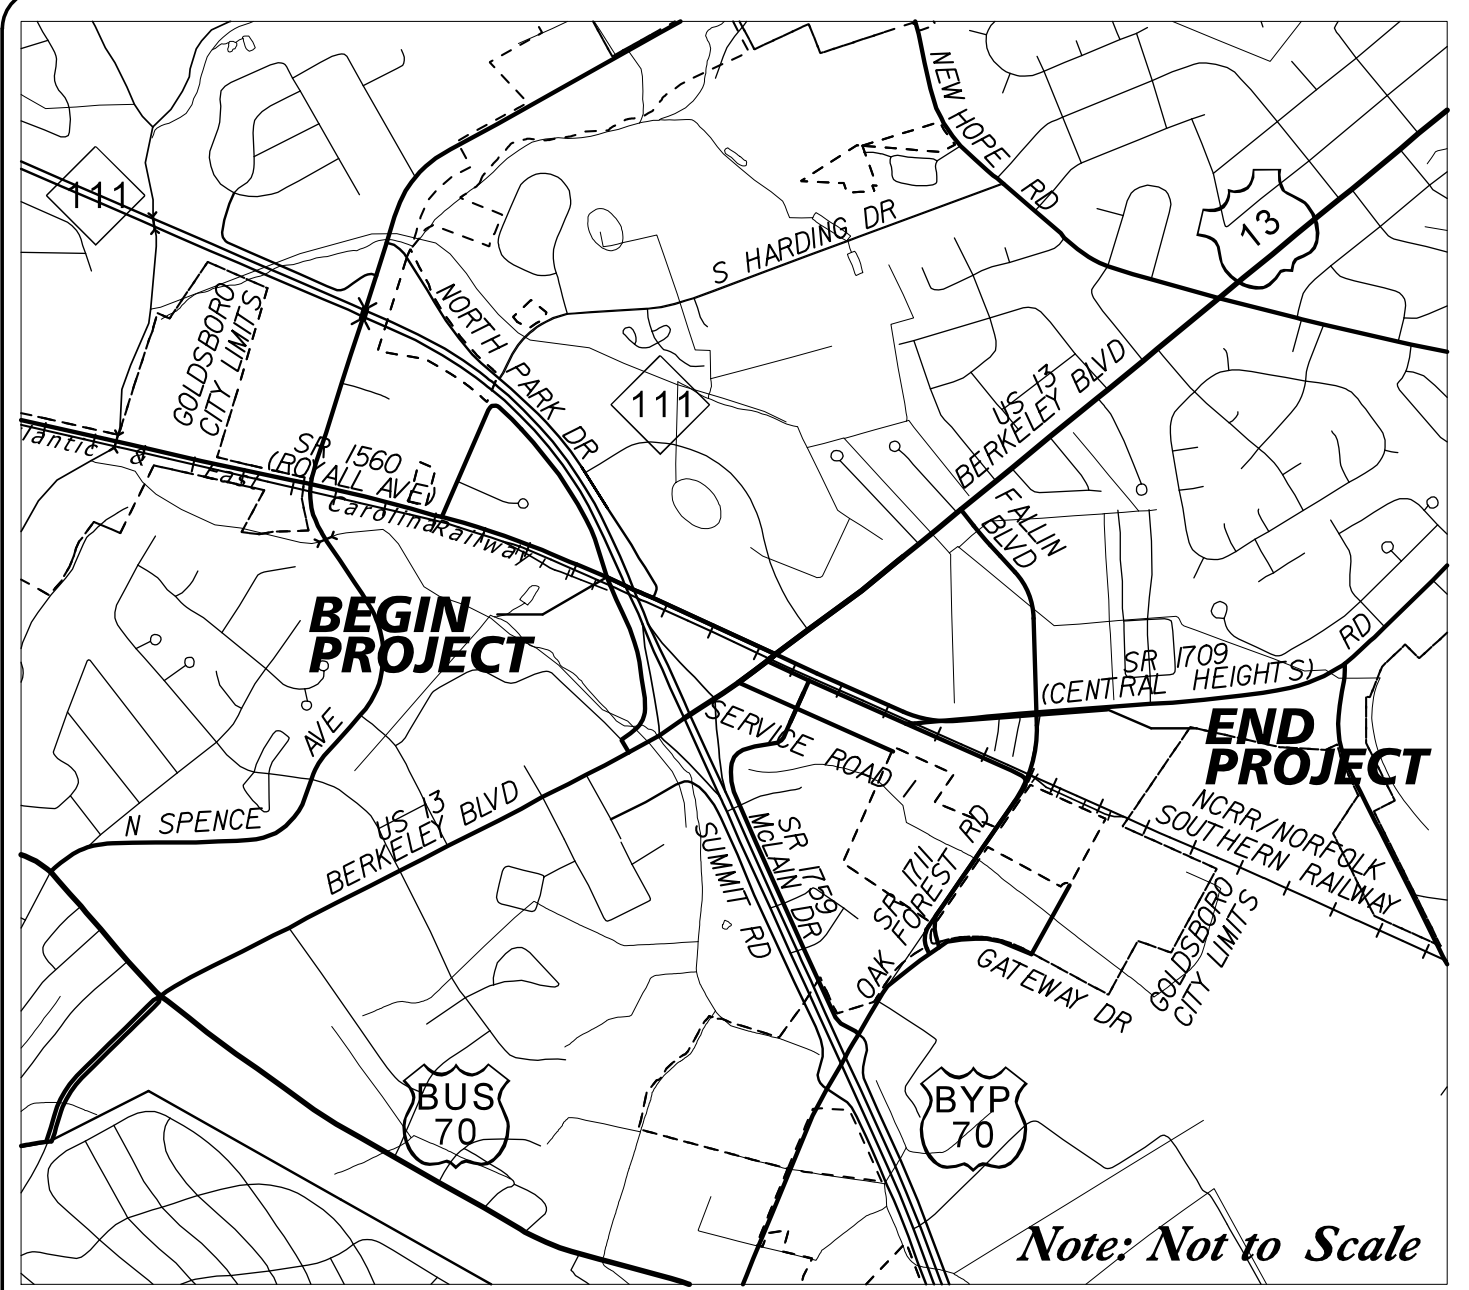 NEW HOPE RD
111
13
S HARDING DR
GOLDSBORO
CITY LIMITS
NORTH PARK DR
111
US 13
BERKELEY BLVD
SR 1560
(ROYALL AVE)
lantic & East Carolina Railway
FALLIN
BLVD
BEGIN
PROJECT
RD
SR 1709
(CENTRAL HEIGHTS)
END
PROJECT
SERVICE ROAD
AVE
N SPENCE
US 13
BERKELEY BLVD
SUMMIT RD
SR 1759
McLAIN DR
SR 1711
OAK FOREST RD
NCRR/NORFOLK
SOUTHERN RAILWAY
GOLDSBORO
CITY LIMITS
GATEWAY DR
BUS
70
BYP
70
Note: Not to Scale